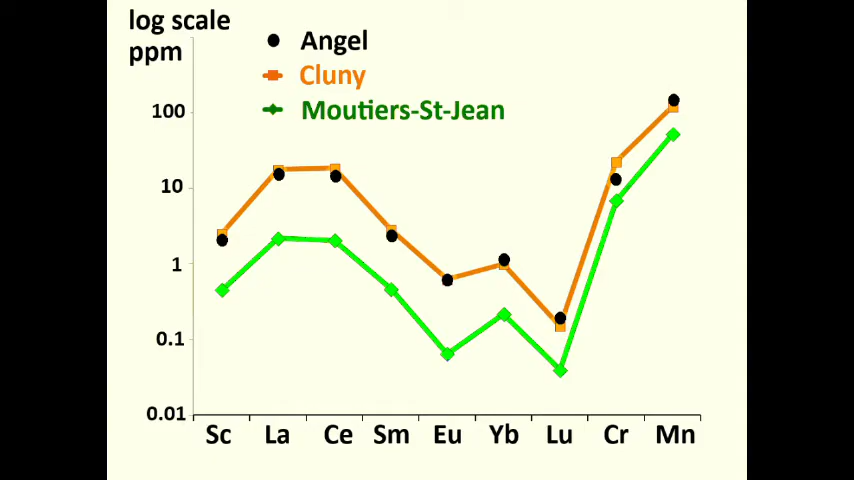 log scale
ppm
Angel
Cluny
Moutiers-St-Jean
100
10
1
0.1
0.01
Sc La Ce Sm Eu Yb Lu Cr Mn